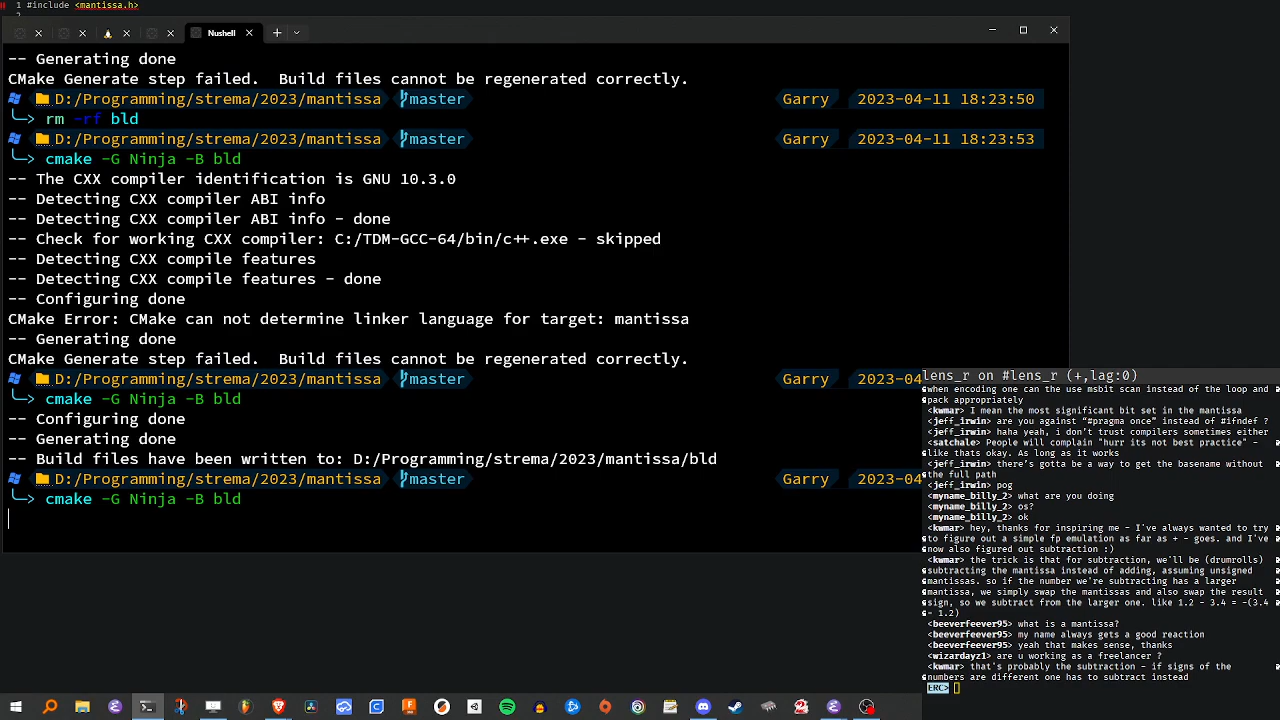 1 #include <mantissa.h>
2
Nushell
-- Generating done
CMake Generate step failed.  Build files cannot be regenerated correctly.
D:/Programming/strema/2023/mantissa master Garry 2023-04-11 18:23:50
rm -rf bld
D:/Programming/strema/2023/mantissa master Garry 2023-04-11 18:23:53
cmake -G Ninja -B bld
-- The CXX compiler identification is GNU 10.3.0
-- Detecting CXX compiler ABI info
-- Detecting CXX compiler ABI info - done
-- Check for working CXX compiler: C:/TDM-GCC-64/bin/c++.exe - skipped
-- Detecting CXX compile features
-- Detecting CXX compile features - done
-- Configuring done
CMake Error: CMake can not determine linker language for target: mantissa
-- Generating done
CMake Generate step failed.  Build files cannot be regenerated correctly.
D:/Programming/strema/2023/mantissa master Garry 2023-04
cmake -G Ninja -B bld
-- Configuring done
-- Generating done
-- Build files have been written to: D:/Programming/strema/2023/mantissa/bld
D:/Programming/strema/2023/mantissa master Garry 2023-04
cmake -G Ninja -B bld
lens_r on #lens_r (+,lag:0)
when encoding one can the use msbit scan instead of the loop and
pack appropriately
<kwmar> I mean the most significant bit set in the mantissa
<jeff_irwin> are you against “#pragma once” instead of #ifndef ?
<jeff_irwin> haha yeah, i don’t trust compilers sometimes either
<satchale> People will complain "hurr its not best practice" -
like thats okay. As long as it works
<jeff_irwin> there’s gotta be a way to get the basename without
the full path
<jeff_irwin> pog
<myname_billy_2> what are you doing
<myname_billy_2> os?
<myname_billy_2> ok
<kwmar> hey, thanks for inspiring me - I've always wanted to try
to figure out a simple fp emulation as far as + - goes. and I've
now also figured out subtraction :)
<kwmar> the trick is that for subtraction, we'll be (drumrolls)
subtracting the mantissa instead of adding, assuming unsigned
mantissas. so if the number we're subtracting has a larger
mantissa, we simply swap the mantissas and also swap the result
sign, so we subtract from the larger one. like 1.2 - 3.4 = -(3.4
- 1.2)
<beeverfeever95> what is a mantissa?
<beeverfeever95> my name always gets a good reaction
<beeverfeever95> yeah that makes sense, thanks
<wizardayz1> are u working as a freelancer ?
<kwmar> that's probably the subtraction - if signs of the
numbers are different one has to subtract instead
ERC>